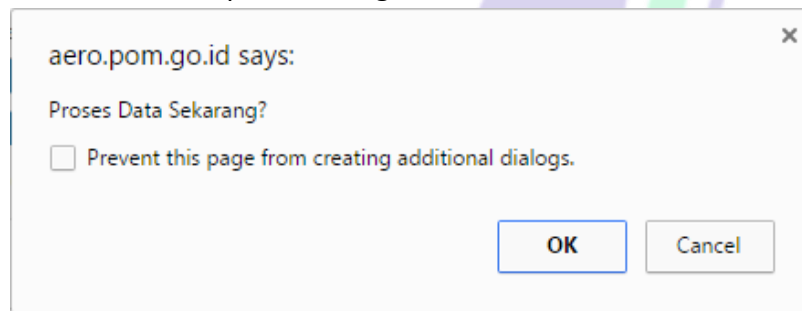 aero.pom.go.id says:
Proses Data Sekarang?
Prevent this page from creating additional dialogs.
OK Cancel